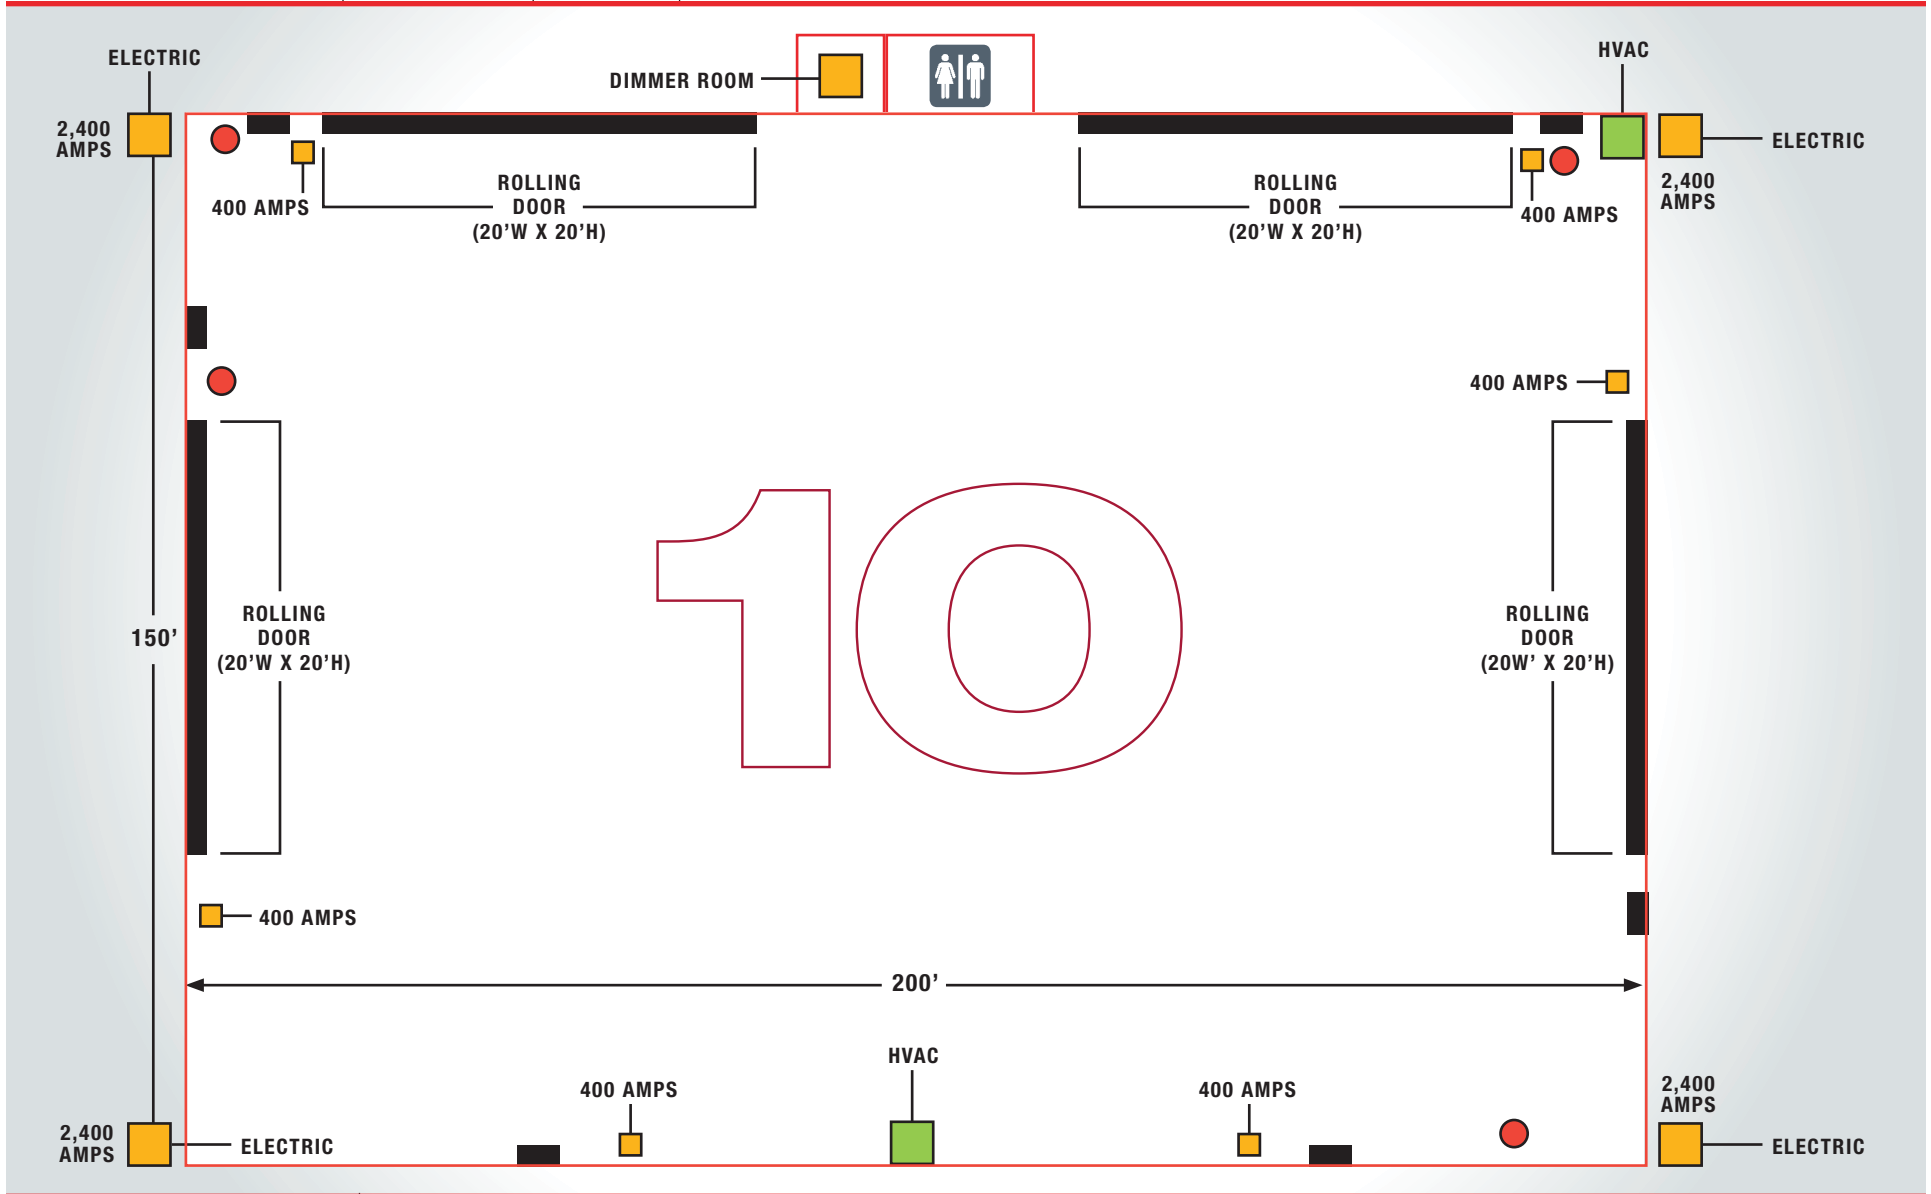 ELECTRIC
HVAC
DIMMER ROOM
2,400
AMPS
ELECTRIC
2,400
AMPS
400 AMPS
ROLLING
DOOR
(20’W X 20’H)
ROLLING
DOOR
(20’W X 20’H)
400 AMPS
400 AMPS
10
150’
ROLLING
DOOR
(20’W X 20’H)
ROLLING
DOOR
(20W’ X 20’H)
400 AMPS
200’
HVAC
400 AMPS
400 AMPS
2,400
AMPS
2,400
AMPS
ELECTRIC
ELECTRIC